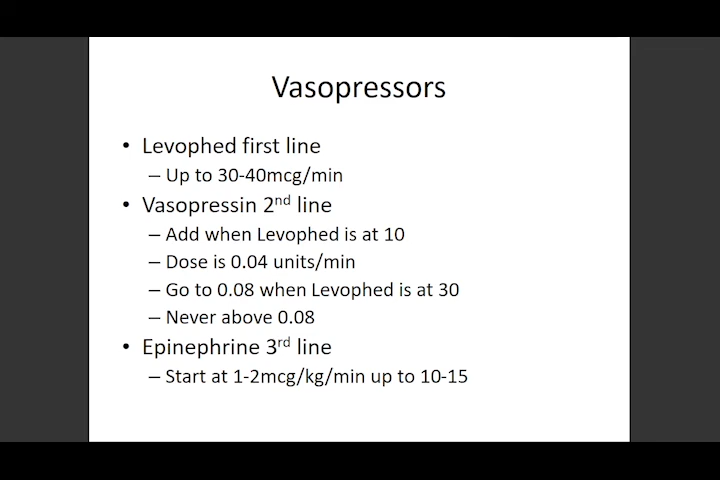 Vasopressors
• Levophed first line
– Up to 30-40mcg/min
• Vasopressin 2nd line
– Add when Levophed is at 10
– Dose is 0.04 units/min
– Go to 0.08 when Levophed is at 30
– Never above 0.08
• Epinephrine 3rd line
– Start at 1-2mcg/kg/min up to 10-15